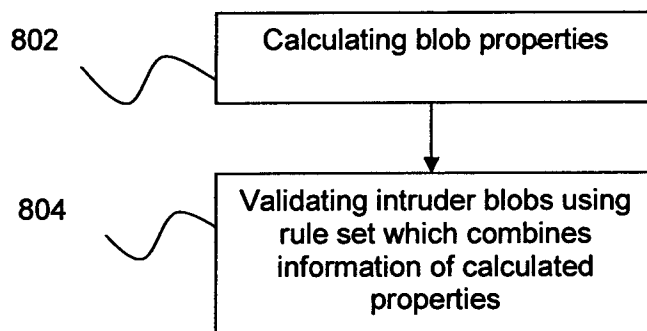 802
Calculating blob properties
804
Validating intruder blobs using
rule set which combines
information of calculated
properties